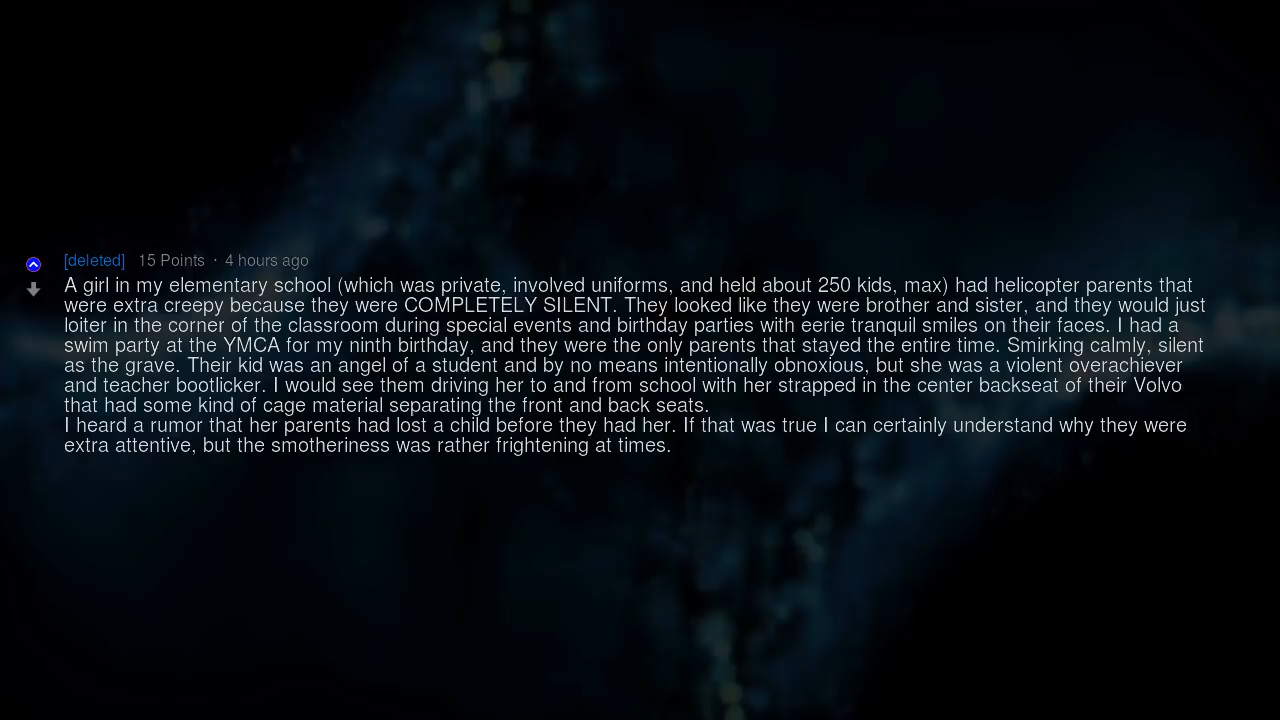 [deleted] 15 Points · 4 hours ago
A girl in my elementary school (which was private, involved uniforms, and held about 250 kids, max) had helicopter parents that
were extra creepy because they were COMPLETELY SILENT. They looked like they were brother and sister, and they would just
loiter in the corner of the classroom during special events and birthday parties with eerie tranquil smiles on their faces. I had a
swim party at the YMCA for my ninth birthday, and they were the only parents that stayed the entire time. Smirking calmly, silent
as the grave. Their kid was an angel of a student and by no means intentionally obnoxious, but she was a violent overachiever
and teacher bootlicker. I would see them driving her to and from school with her strapped in the center backseat of their Volvo
that had some kind of cage material separating the front and back seats.
I heard a rumor that her parents had lost a child before they had her. If that was true I can certainly understand why they were
extra attentive, but the smotheriness was rather frightening at times.